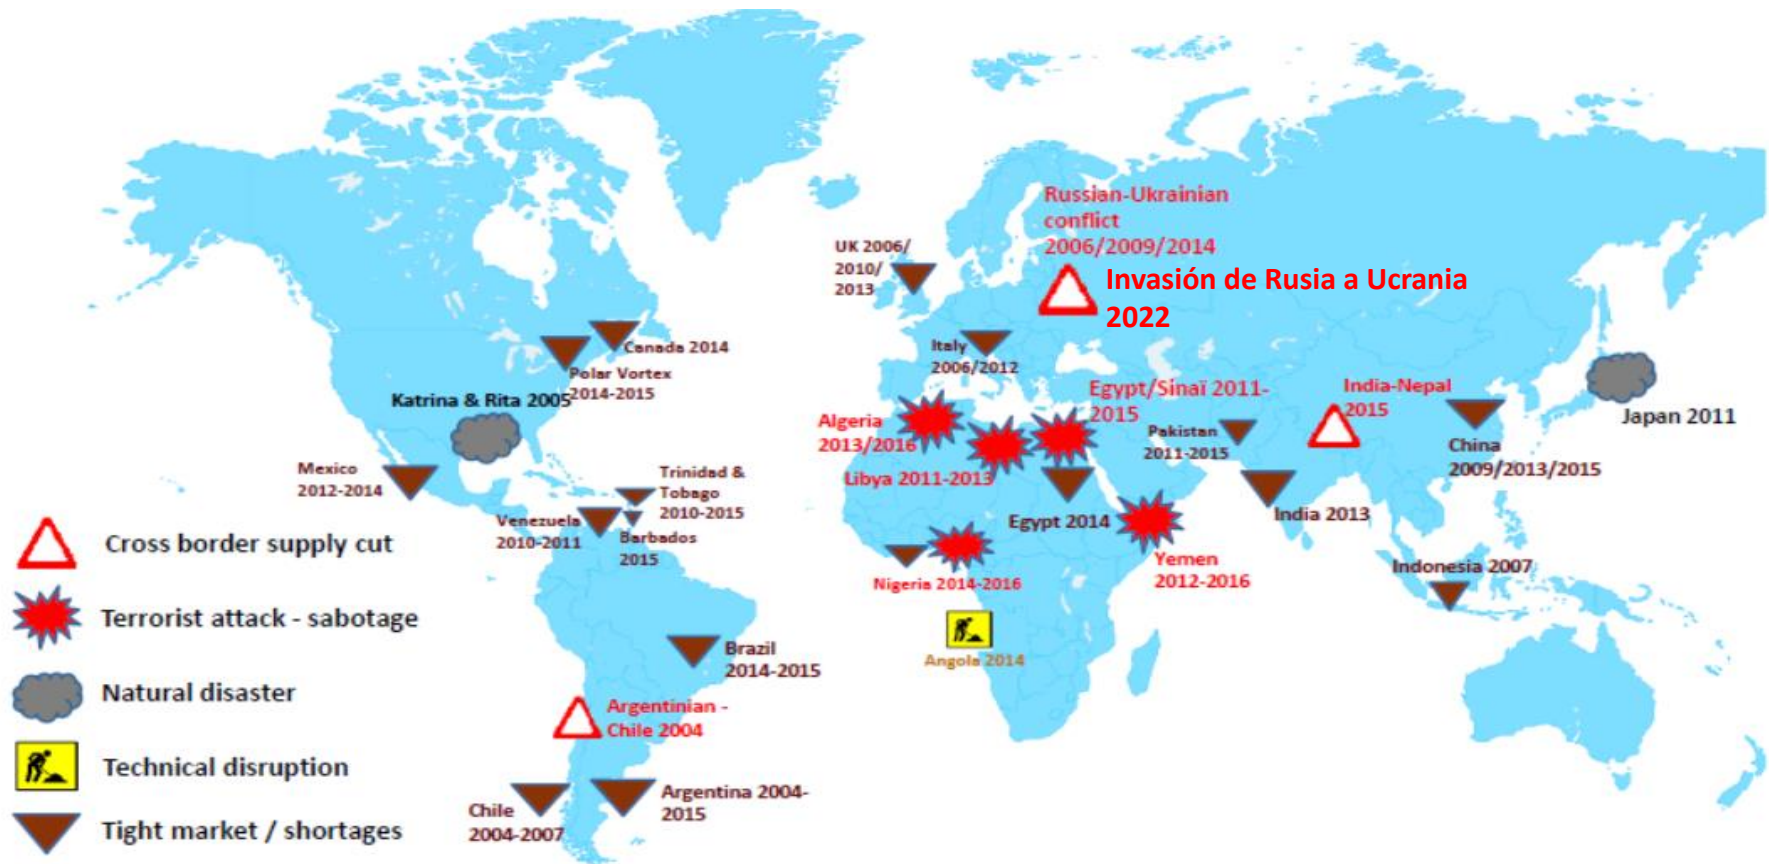 Russian-Ukrainian
conflict
2006/2009/2014
Invasión de Rusia a Ucrania
2022
UK 2006/
2010/
2013
Italy
2006/2012
Canada 2014
Polar Vortex
2014-2015
Katrina & Rita 2005
Mexico
2012-2014
Trinidad &
Tobago
2010-2015
Venezuela
2010-2011
Barbados
2015
Algeria
2013/2016
Libya 2011-2013
Egypt/Sinaï 2011-
2015
Egypt 2014
Pakistan
2011-2015
India-Nepal
2015
China
2009/2013/2015
Japan 2011
India 2013
Yemen
2012-2016
Nigeria 2014-2016
Indonesia 2007
Angola 2014
Brazil
2014-2015
Argentinian -
Chile 2004
Chile
2004-2007
Argentina 2004-
2015
Cross border supply cut
Terrorist attack - sabotage
Natural disaster
Technical disruption
Tight market / shortages